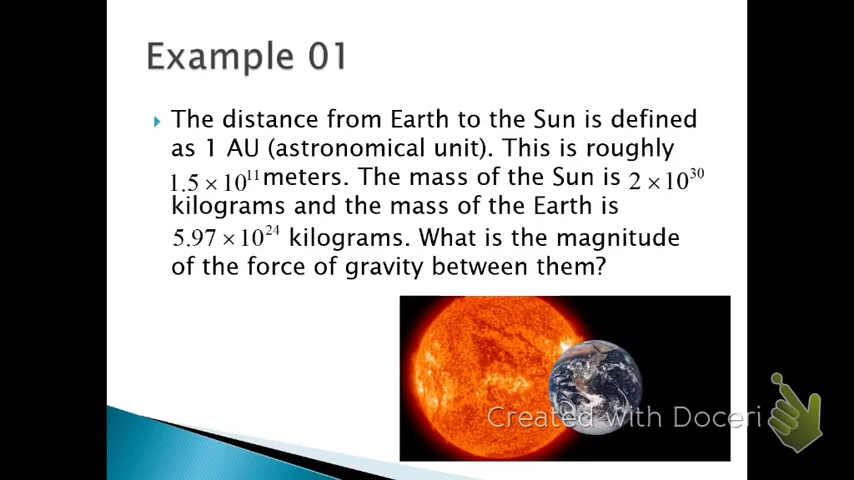 Example 01
The distance from Earth to the Sun is defined
as 1 AU (astronomical unit). This is roughly
1.5 × 10¹¹ meters. The mass of the Sun is 2 × 10³⁰
kilograms and the mass of the Earth is
5.97 × 10²⁴ kilograms. What is the magnitude
of the force of gravity between them?
Created with Doceri